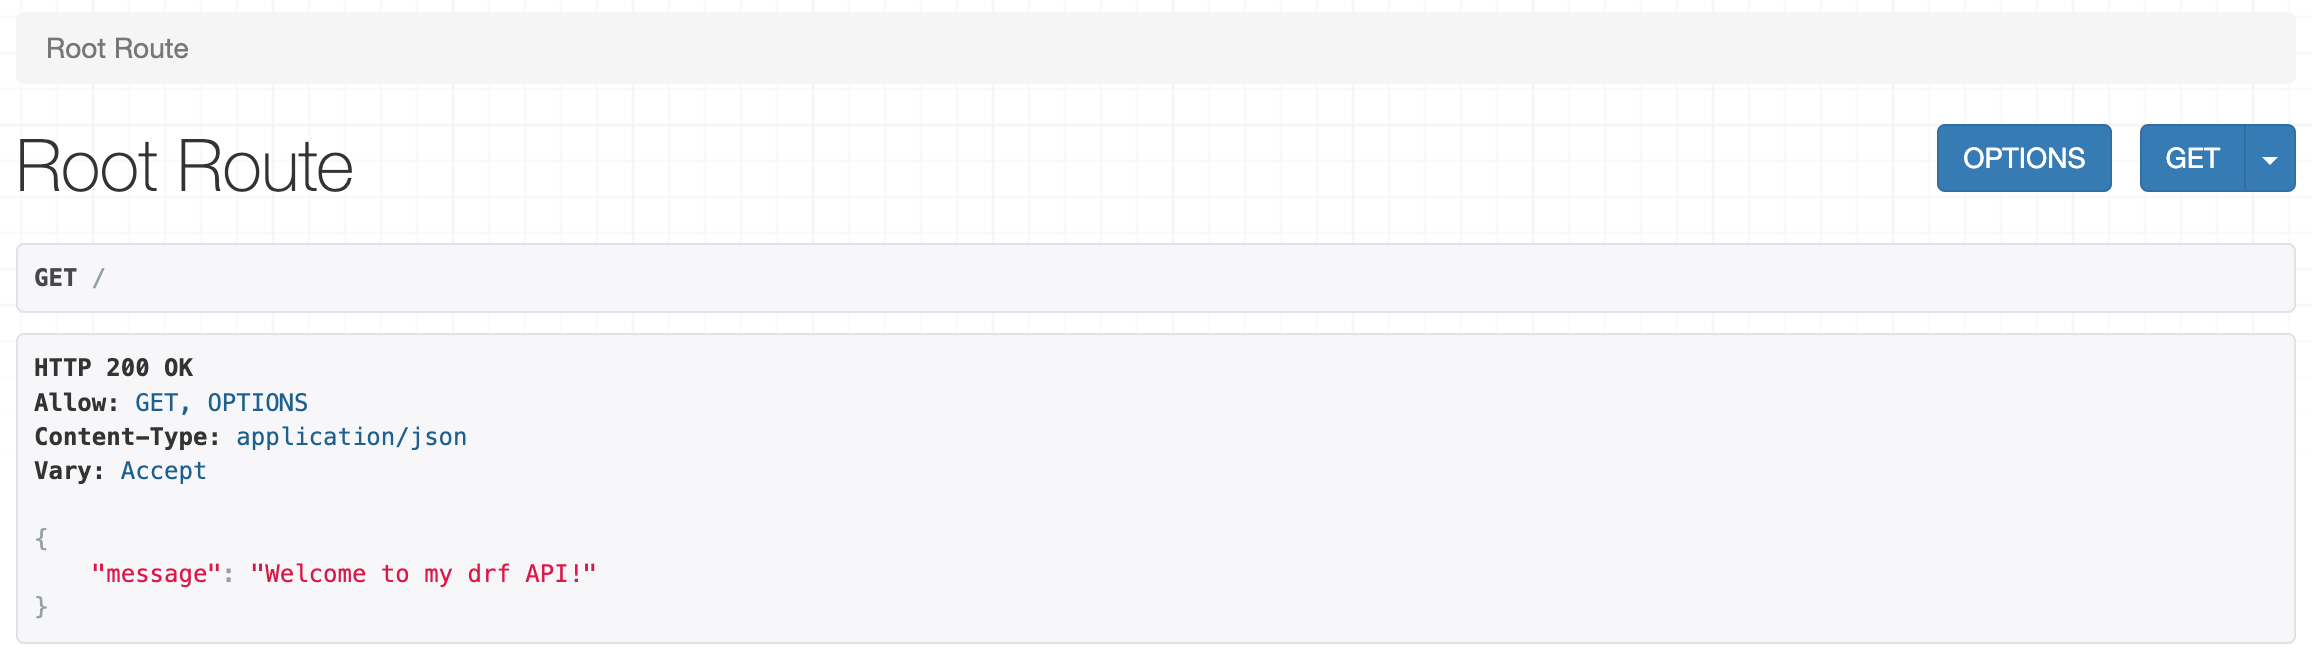 Root Route
Root Route
OPTIONS
GET
GET /
HTTP 200 OK
Allow: GET, OPTIONS
Content-Type: application/json
Vary: Accept
{
    "message": "Welcome to my drf API!"
}